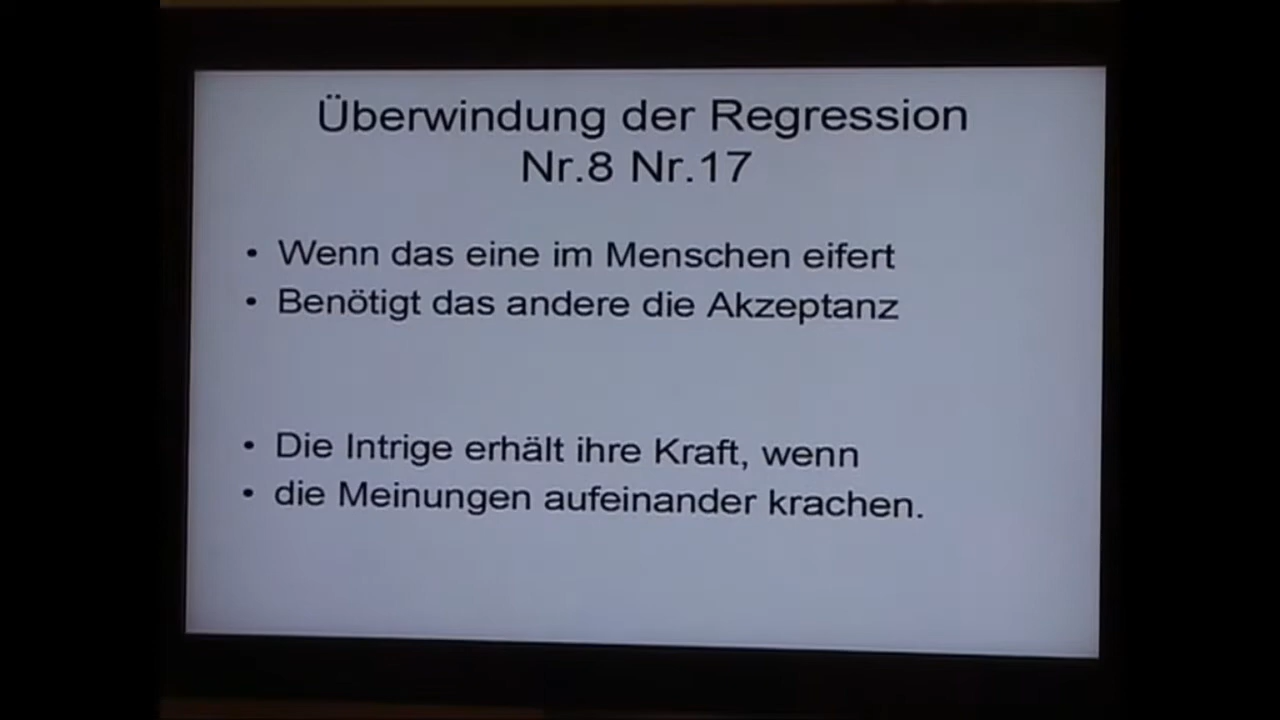 Überwindung der Regression
Nr.8 Nr.17
• Wenn das eine im Menschen eifert
• Benötigt das andere die Akzeptanz
• Die Intrige erhält ihre Kraft, wenn
• die Meinungen aufeinander krachen.